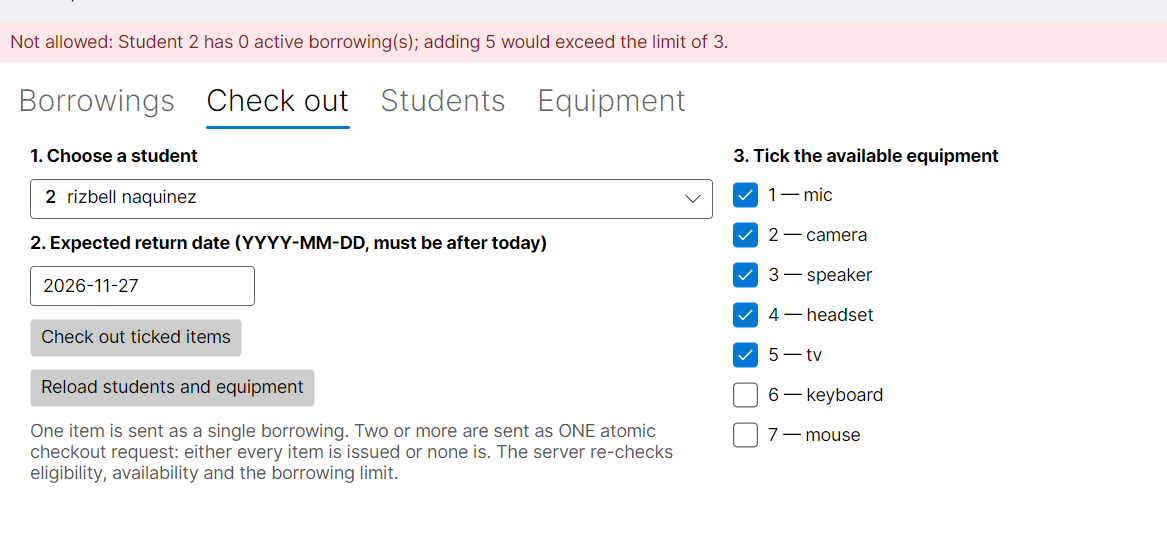 Not allowed: Student 2 has 0 active borrowing(s); adding 5 would exceed the limit of 3.
Borrowings Check out Students Equipment
1. Choose a student
2 rizbell naquinez
2. Expected return date (YYYY-MM-DD, must be after today)
2026-11-27
Check out ticked items
Reload students and equipment
One item is sent as a single borrowing. Two or more are sent as ONE atomic
checkout request: either every item is issued or none is. The server re-checks
eligibility, availability and the borrowing limit.
3. Tick the available equipment
1 — mic
2 — camera
3 — speaker
4 — headset
5 — tv
6 — keyboard
7 — mouse